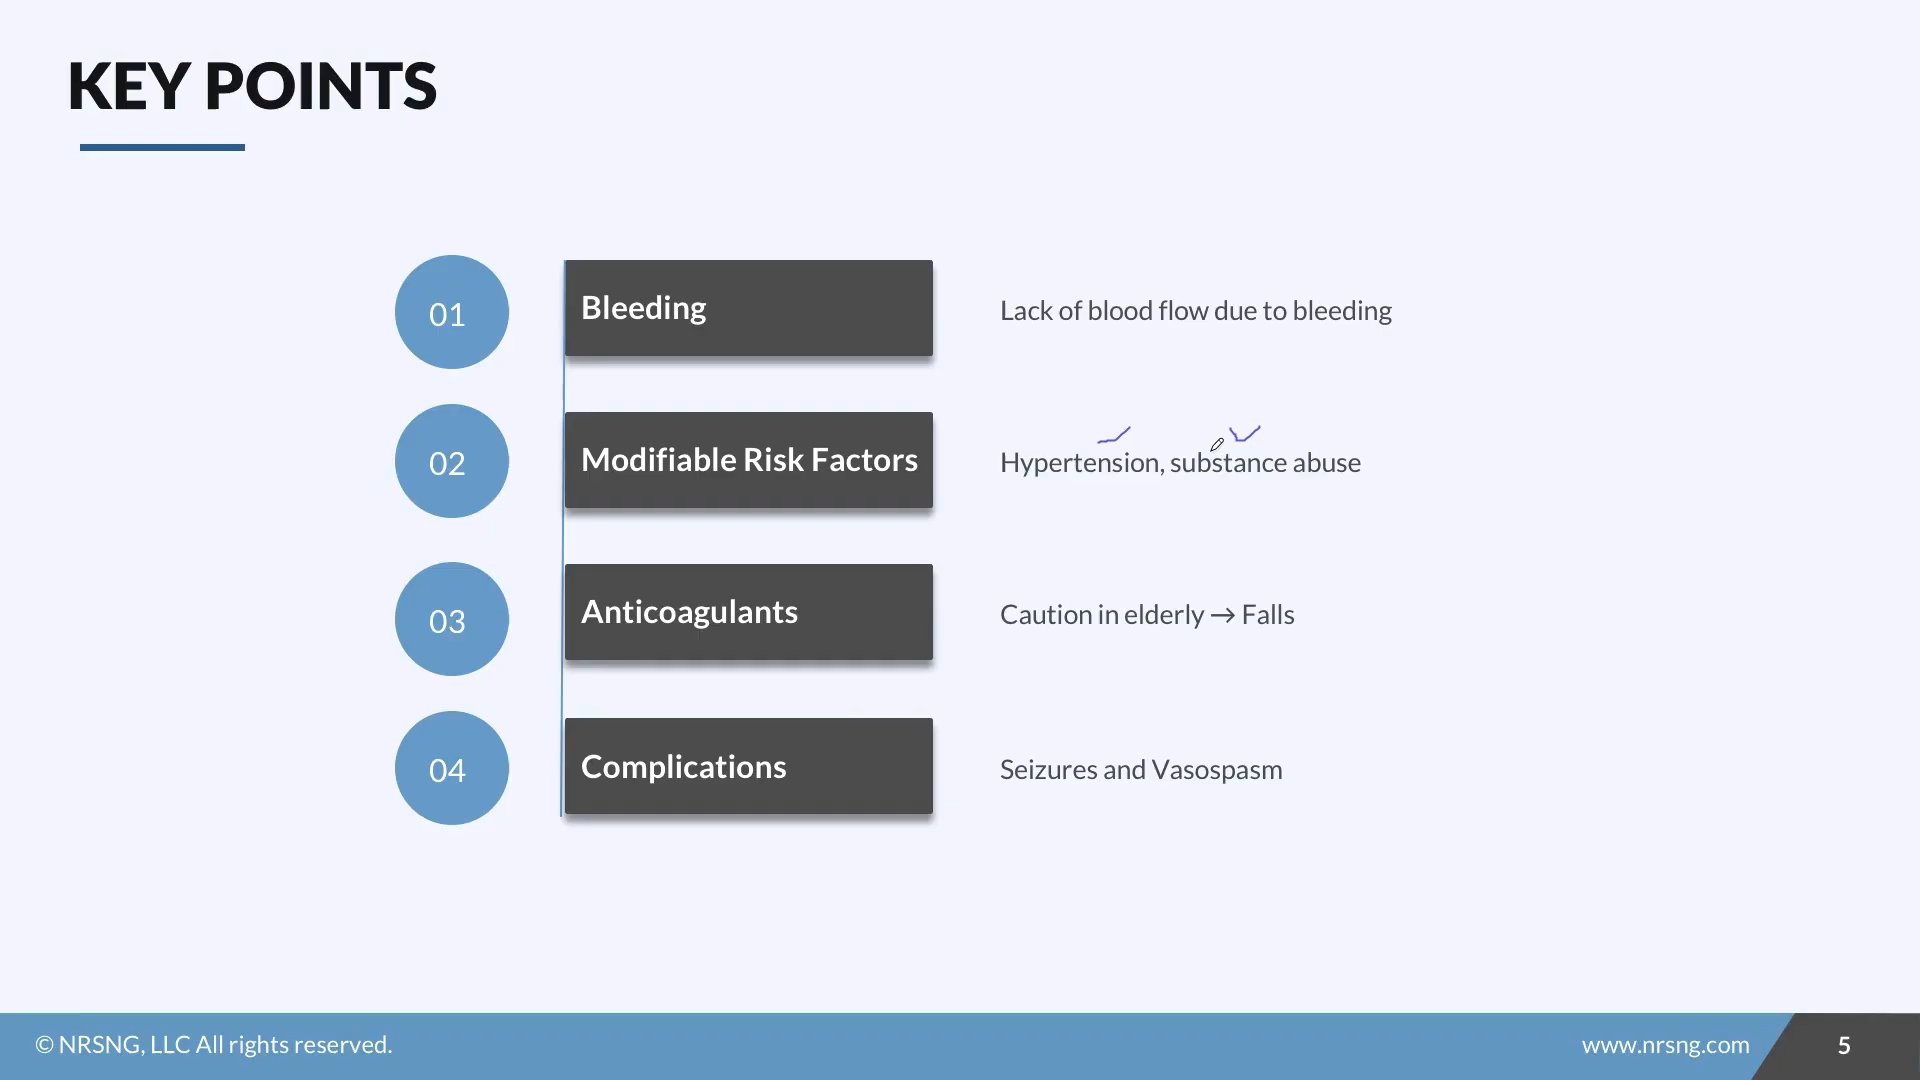 KEY POINTS
01
Bleeding
Lack of blood flow due to bleeding
02
Modifiable Risk Factors
Hypertension, substance abuse
03
Anticoagulants
Caution in elderly → Falls
04
Complications
Seizures and Vasospasm
© NRSNG, LLC All rights reserved.
www.nrsng.com
5